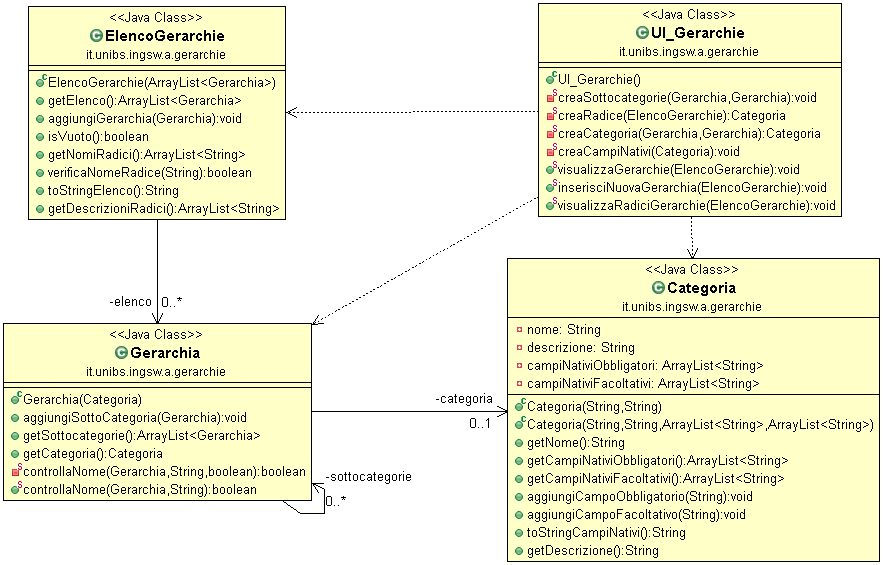 <<Java Class>>
ElencoGerarchie
it.unibs.ingsw.a.gerarchie
ElencoGerarchie(ArrayList<Gerarchia>)
getElenco():ArrayList<Gerarchia>
aggiungiGerarchia(Gerarchia):void
isVuoto():boolean
getNomiRadici():ArrayList<String>
verificaNomeRadice(String):boolean
toStringElenco():String
getDescrizioniRadici():ArrayList<String>
<<Java Class>>
UI_Gerarchie
it.unibs.ingsw.a.gerarchie
UI_Gerarchie()
creaSottocategorie(Gerarchia,Gerarchia):void
creaRadice(ElencoGerarchie):Categoria
creaCategoria(Gerarchia,Gerarchia):Categoria
creaCampiNativi(Categoria):void
visualizzaGerarchie(ElencoGerarchie):void
inserisciNuovaGerarchia(ElencoGerarchie):void
visualizzaRadiciGerarchie(ElencoGerarchie):void
-elenco 0..*
<<Java Class>>
Gerarchia
it.unibs.ingsw.a.gerarchie
Gerarchia(Categoria)
aggiungiSottoCategoria(Gerarchia):void
getSottocategorie():ArrayList<Gerarchia>
getCategoria():Categoria
controllaNome(Gerarchia,String,boolean):boolean
controllaNome(Gerarchia,String):boolean
-categoria
0..1
-sottocategorie
0..*
<<Java Class>>
Categoria
it.unibs.ingsw.a.gerarchie
nome: String
descrizione: String
campiNativiObbligatori: ArrayList<String>
campiNativiFacoltativi: ArrayList<String>
Categoria(String,String)
Categoria(String,String,ArrayList<String>,ArrayList<String>)
getNome():String
getCampiNativiObbligatori():ArrayList<String>
getCampiNativiFacoltativi():ArrayList<String>
aggiungiCampoObbligatorio(String):void
aggiungiCampoFacoltativo(String):void
toStringCampiNativi():String
getDescrizione():String